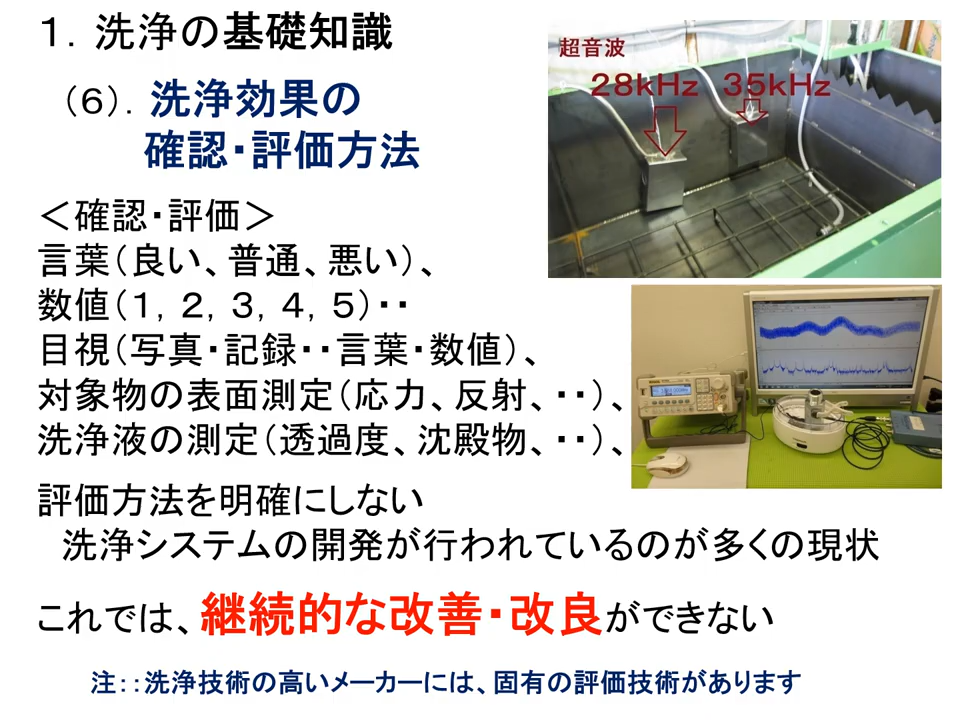 １．洗浄の基礎知識
（６）．洗浄効果の
確認・評価方法
超音波
28kHz 35kHz
＜確認・評価＞
言葉（良い、普通、悪い）、
数値（１，２，３，４，５）・・
目視（写真・記録・・言葉・数値）、
対象物の表面測定（応力、反射、・・）、
洗浄液の測定（透過度、沈殿物、・・）、
評価方法を明確にしない
洗浄システムの開発が行われているのが多くの現状
これでは、継続的な改善・改良ができない
注：：洗浄技術の高いメーカーには、固有の評価技術があります